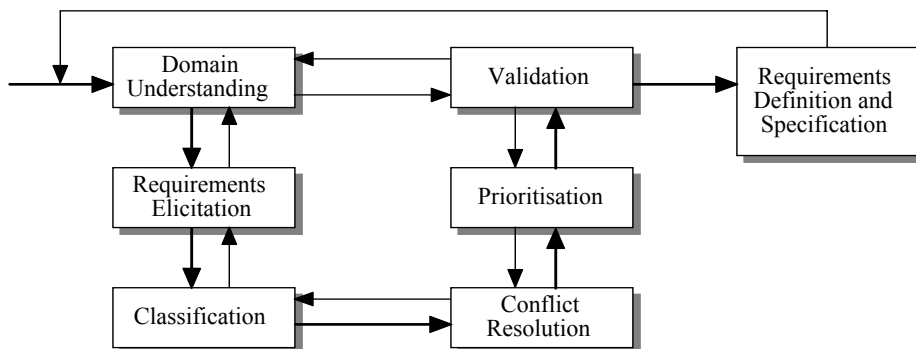 Domain
Understanding
Validation
Requirements
Definition and
Specification
Requirements
Elicitation
Prioritisation
Classification
Conflict
Resolution